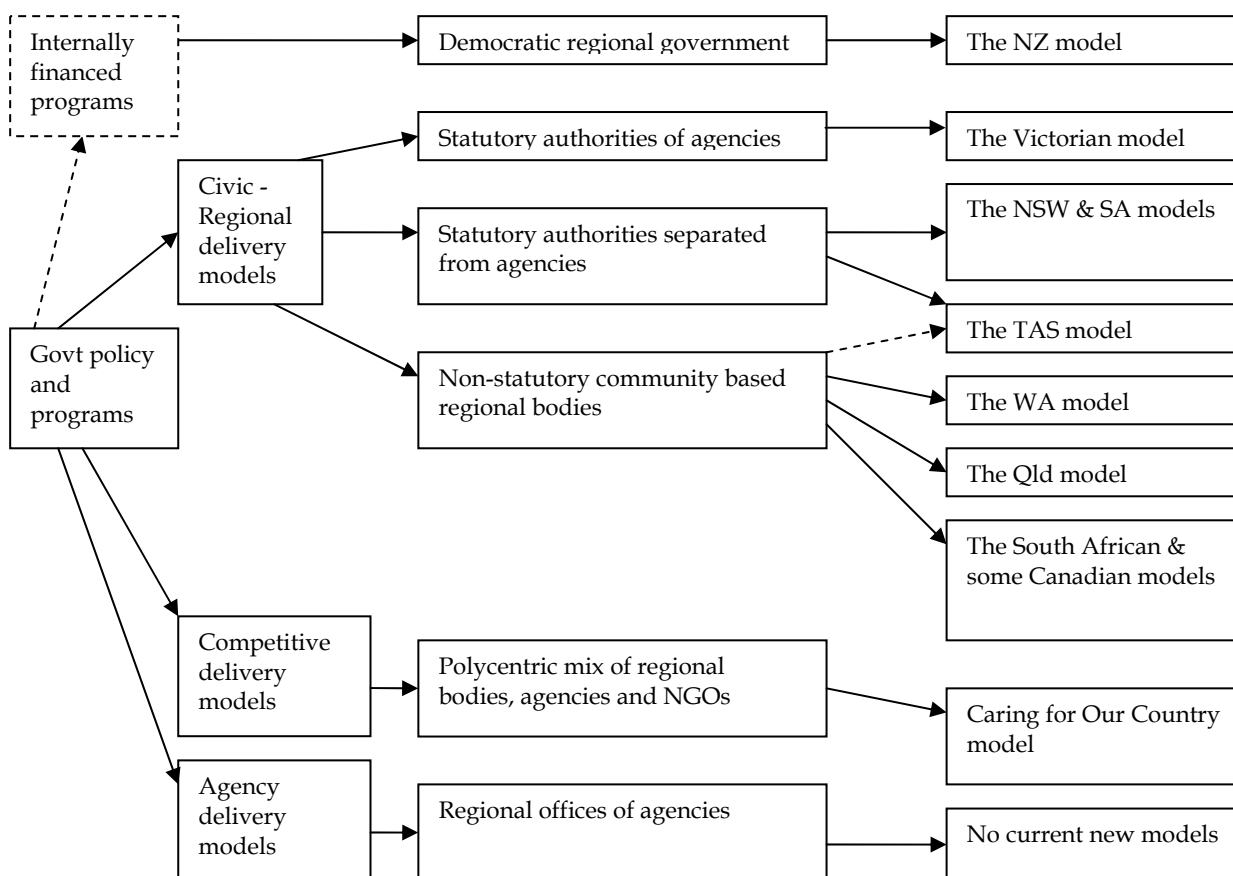 Internally
financed
programs
Democratic regional government
The NZ model
Statutory authorities of agencies
The Victorian model
Civic -
Regional
delivery
models
Statutory authorities separated
from agencies
The NSW & SA models
The TAS model
Govt policy
and
programs
Non-statutory community based
regional bodies
The WA model
The Qld model
The South African &
some Canadian models
Competitive
delivery
models
Polycentric mix of regional
bodies, agencies and NGOs
Caring for Our Country
model
Agency
delivery
models
Regional offices of agencies
No current new models